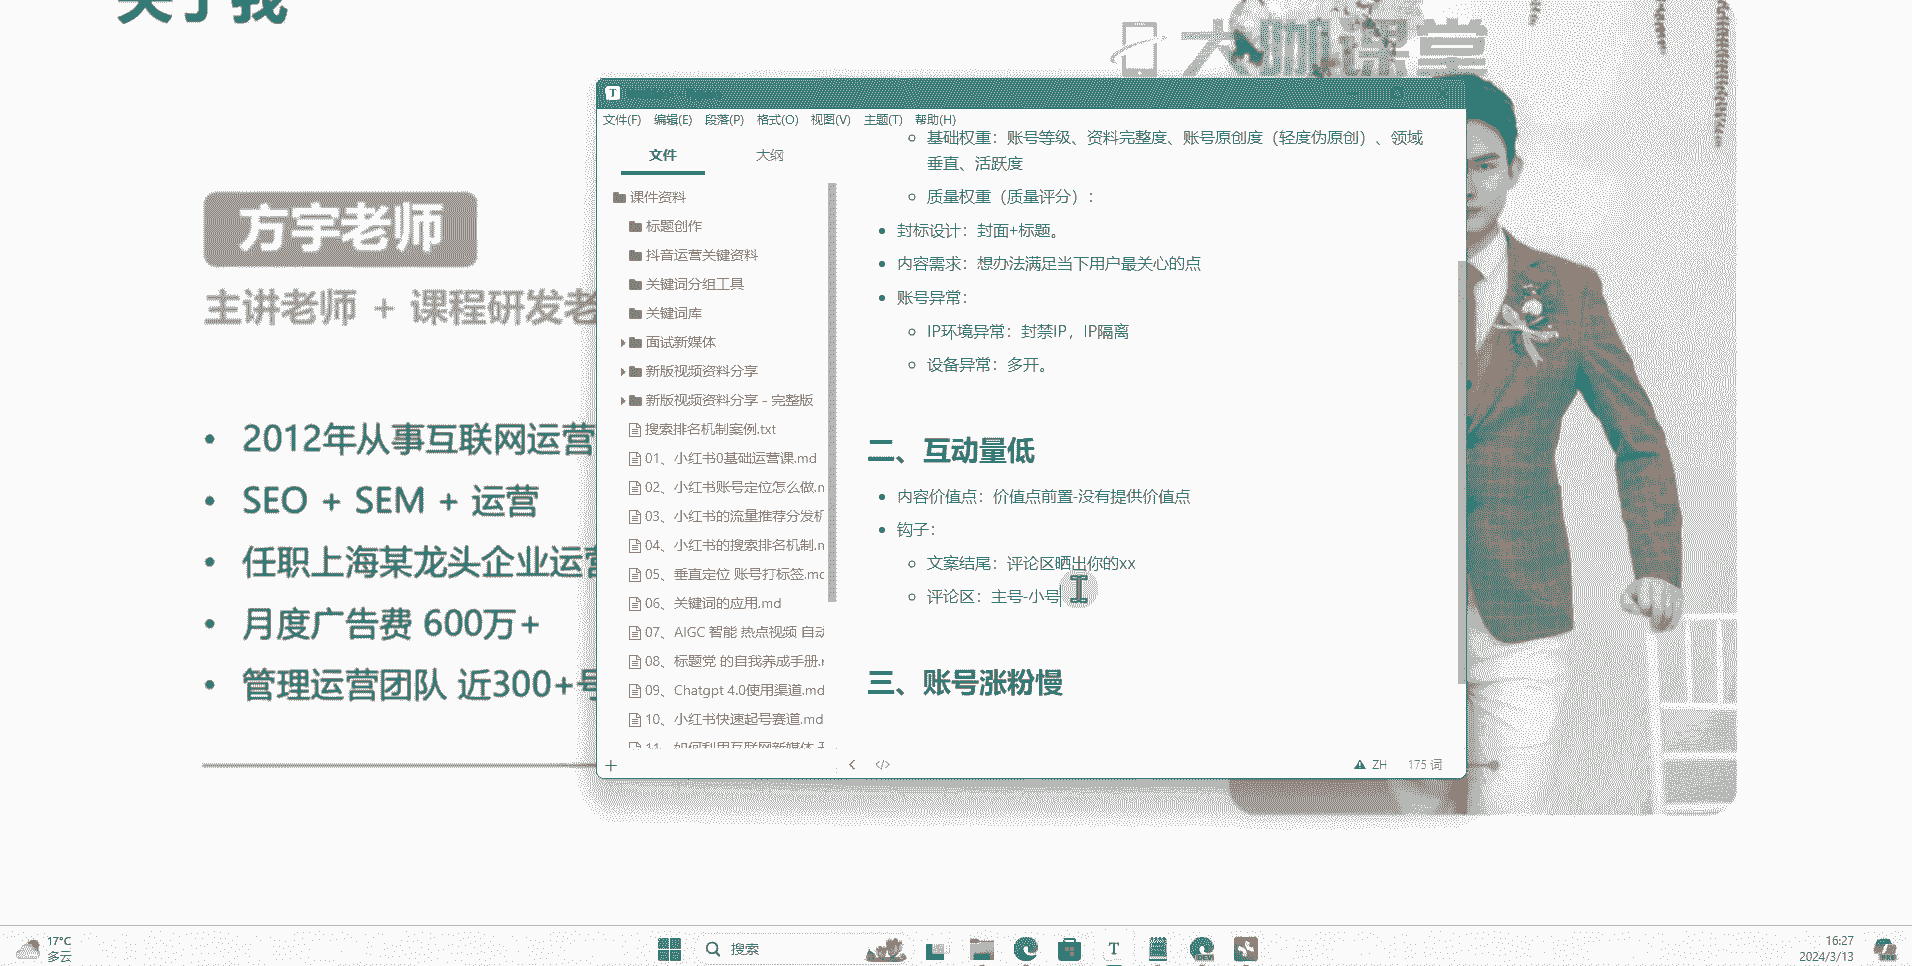 关于我
大咖课堂
方宇老师
主讲老师 + 课程研发老
2012年从事互联网运营
SEO + SEM + 运营
任职上海某龙头企业运营
月度广告费 600万+
管理运营团队 近300+号
文件(F) 编辑(E) 段落(P) 格式(O) 视图(V) 主题(T) 帮助(H)
文件 大纲
课件资料
标题创作
抖音运营关键资料
关键词分组工具
关键词库
面试新媒体
新版视频资料分享
新版视频资料分享 - 完整版
搜索排名机制案例.txt
01、小红书0基础运营课.md
02、小红书账号定位怎么做.m
03、小红书的流量推荐分发机
04、小红书的搜索排名机制.m
05、垂直定位 账号打标签.md
06、关键词的应用.md
07、AIGC 智能 热点视频 自动
08、标题党 的自我养成手册.m
09、Chatgpt 4.0使用渠道.md
10、小红书快速起号赛道.md
11、如何利用互联网新媒体
基础权重：账号等级、资料完整度、账号原创度（轻度伪原创）、领域
垂直、活跃度
质量权重（质量评分）：
封标设计：封面+标题。
内容需求：想办法满足当下用户最关心的点
账号异常：
IP环境异常：封禁IP，IP隔离
设备异常：多开。
二、互动量低
内容价值点：价值点前置-没有提供价值点
钩子：
文案结尾：评论区晒出你的xx
评论区：主号-小号
三、账号涨粉慢
ZH 175 词
17°C
多云
搜索
T
DEV
16:27
2024/3/13